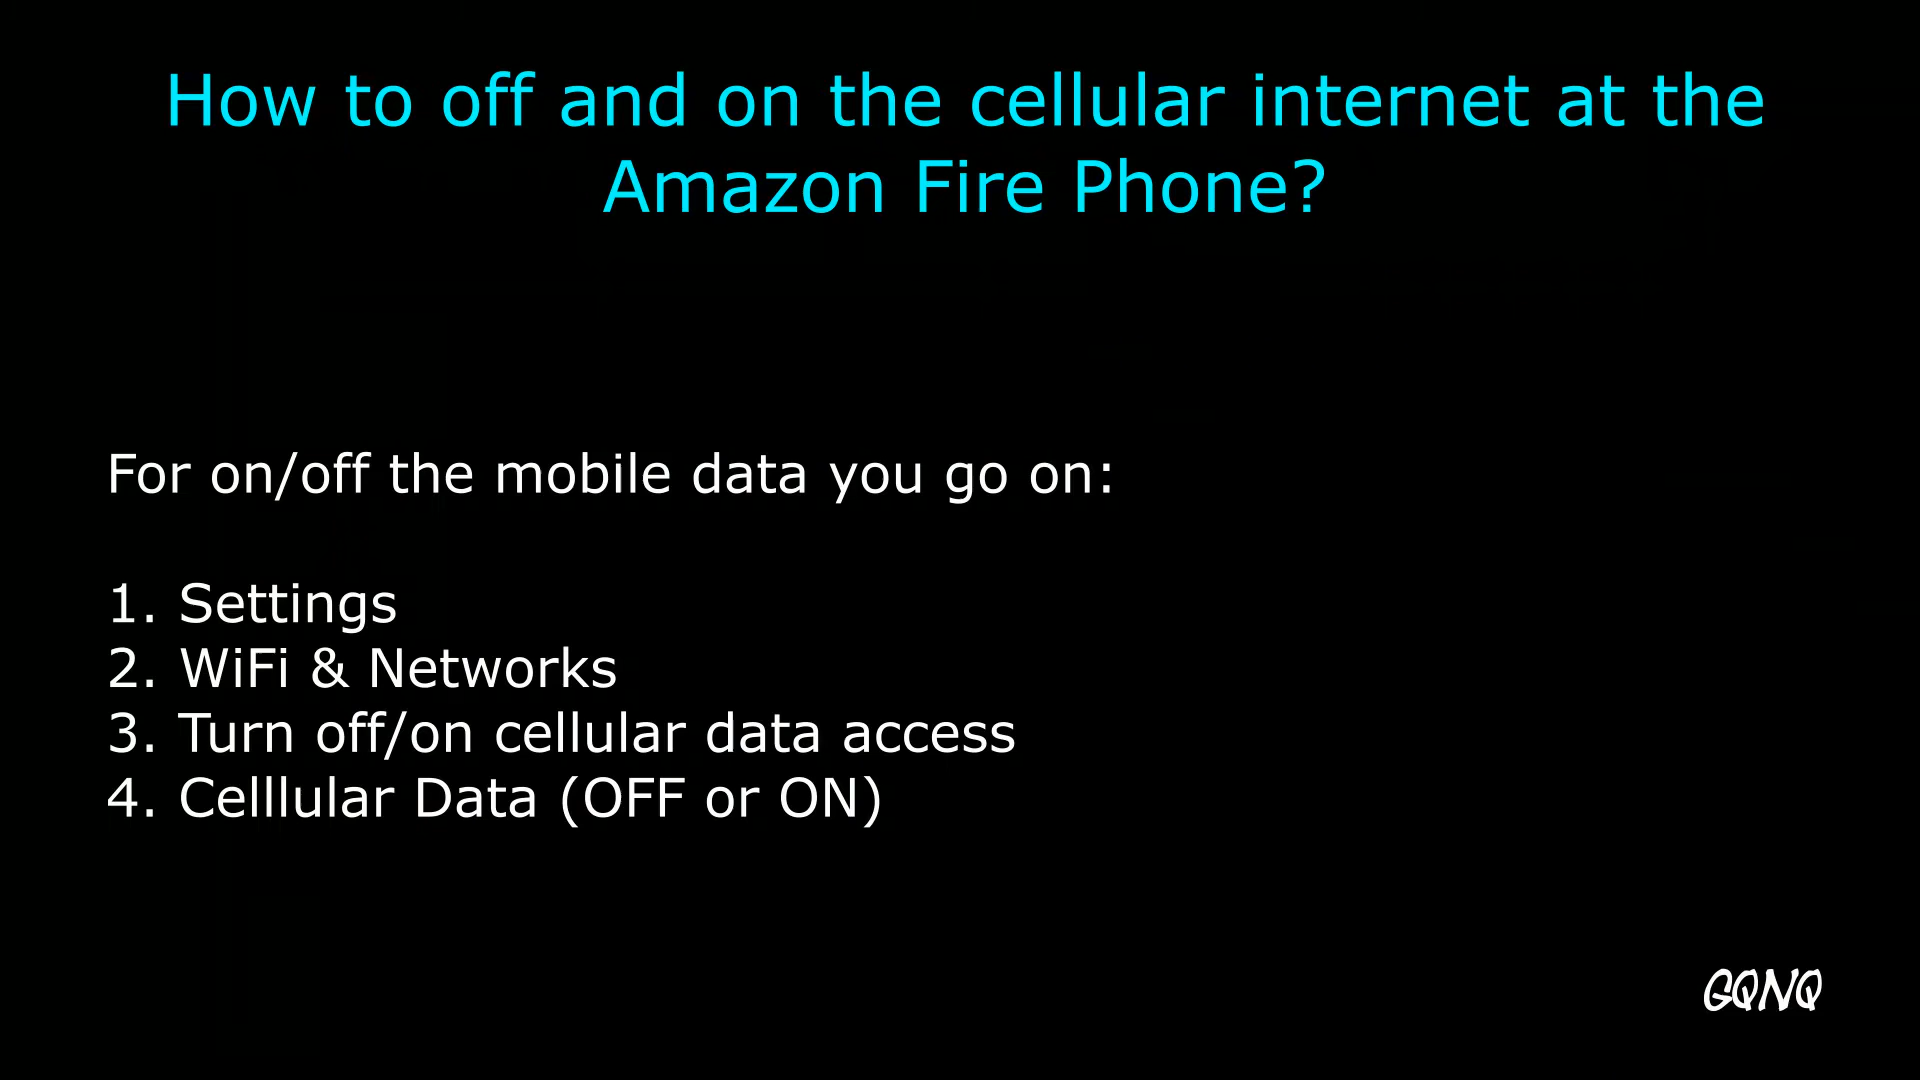 How to off and on the cellular internet at the
Amazon Fire Phone?
For on/off the mobile data you go on:
1. Settings
2. WiFi & Networks
3. Turn off/on cellular data access
4. Celllular Data (OFF or ON)
GQNQ